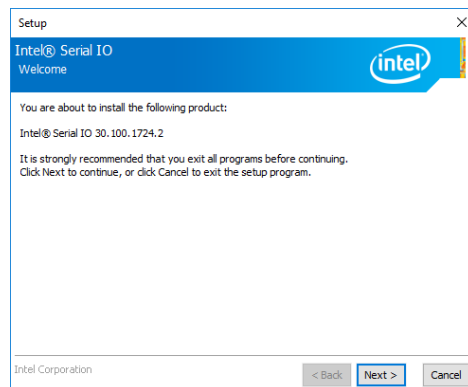 Setup
Intel® Serial IO
Welcome
intel
You are about to install the following product:
Intel® Serial IO 30.100.1724.2
It is strongly recommended that you exit all programs before continuing.
Click Next to continue, or click Cancel to exit the setup program.
Intel Corporation
< Back
Next >
Cancel